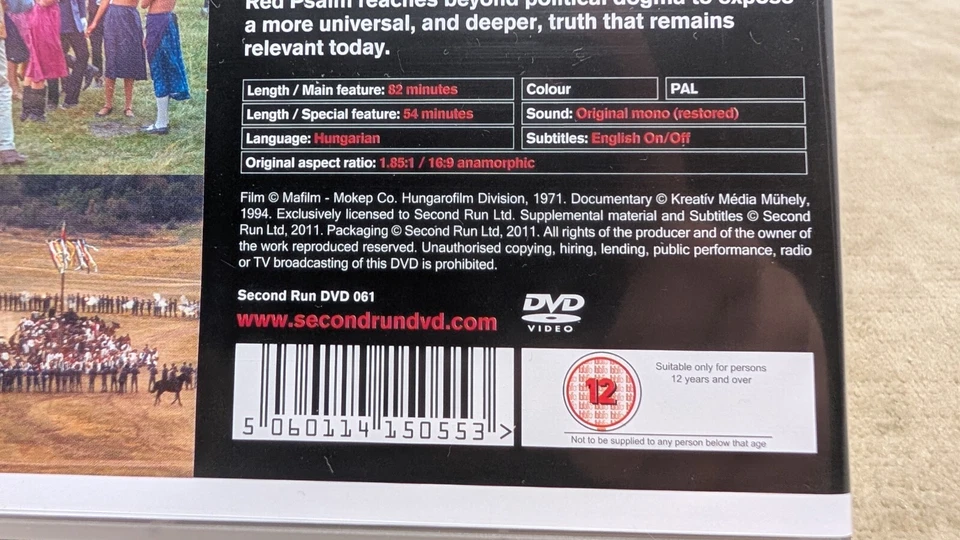 Red Psalm reaches beyond political dogma to expose
a more universal, and deeper, truth that remains
relevant today.
Length / Main feature: 82 minutes
Colour
PAL
Length / Special feature: 54 minutes
Sound: Original mono (restored)
Language: Hungarian
Subtitles: English On/Off
Original aspect ratio: 1.85:1 / 16:9 anamorphic
Film © Mafilm - Mokep Co. Hungarofilm Division, 1971. Documentary © Kreatív Média Műhely,
1994. Exclusively licensed to Second Run Ltd. Supplemental material and Subtitles © Second
Run Ltd, 2011. Packaging © Second Run Ltd, 2011. All rights of the producer and of the owner of
the work reproduced reserved. Unauthorised copying, hiring, lending, public performance, radio
or TV broadcasting of this DVD is prohibited.
Second Run DVD 061
www.secondrundvd.com
DVD
VIDEO
5 060114 150553 >
12
Suitable only for persons
12 years and over
Not to be supplied to any person below that age